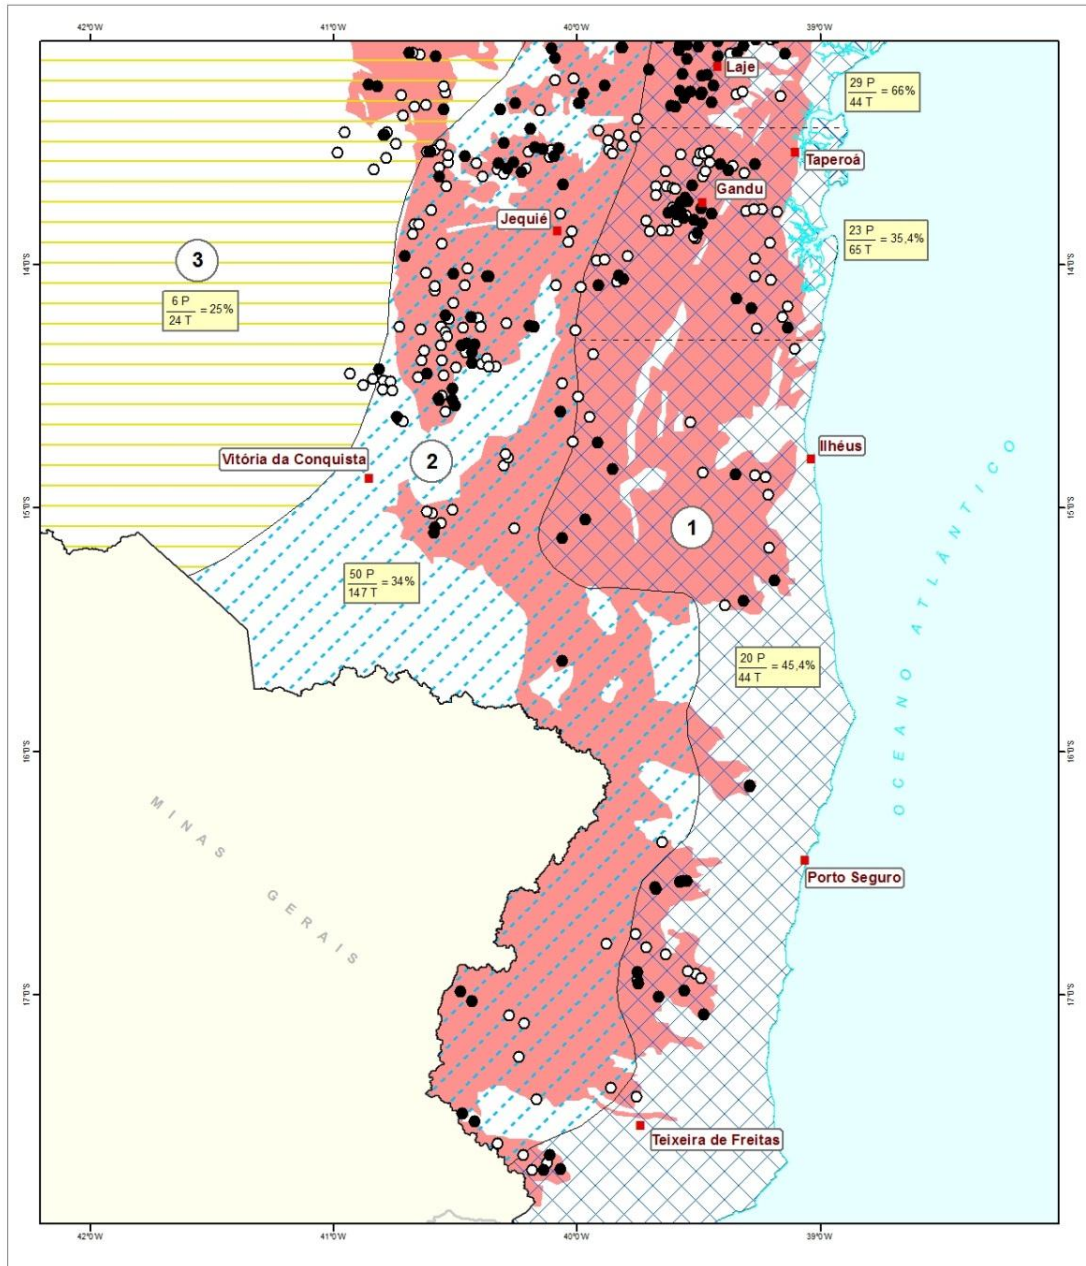 42°0'W 41°0'W 40°0'W 39°0'W
Laje
29 P
44 T = 66%
Taperoá
Gandu
Jequié
23 P
65 T = 35,4%
14°0'S 14°0'S
3
6 P
24 T = 25%
Ilhéus
Vitória da Conquista
2
15°0'S 15°0'S
1
50 P
147 T = 34%
20 P
44 T = 45,4%
OCEANO ATLÂNTICO
16°0'S 16°0'S
MINAS GERAIS
Porto Seguro
17°0'S 17°0'S
Teixeira de Freitas
42°0'W 41°0'W 40°0'W 39°0'W